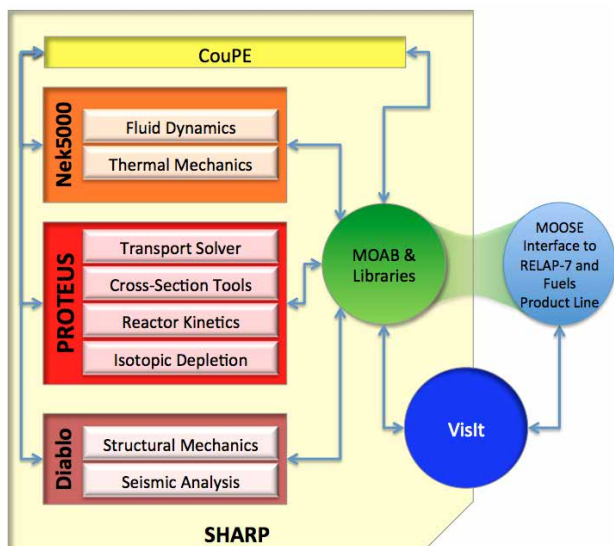 CouPE
Nek5000
Fluid Dynamics
Thermal Mechanics
PROTEUS
Transport Solver
Cross-Section Tools
Reactor Kinetics
Isotopic Depletion
Diablo
Structural Mechanics
Seismic Analysis
SHARP
MOAB &
Libraries
MOOSE
Interface to
RELAP-7 and
Fuels
Product Line
VisIt